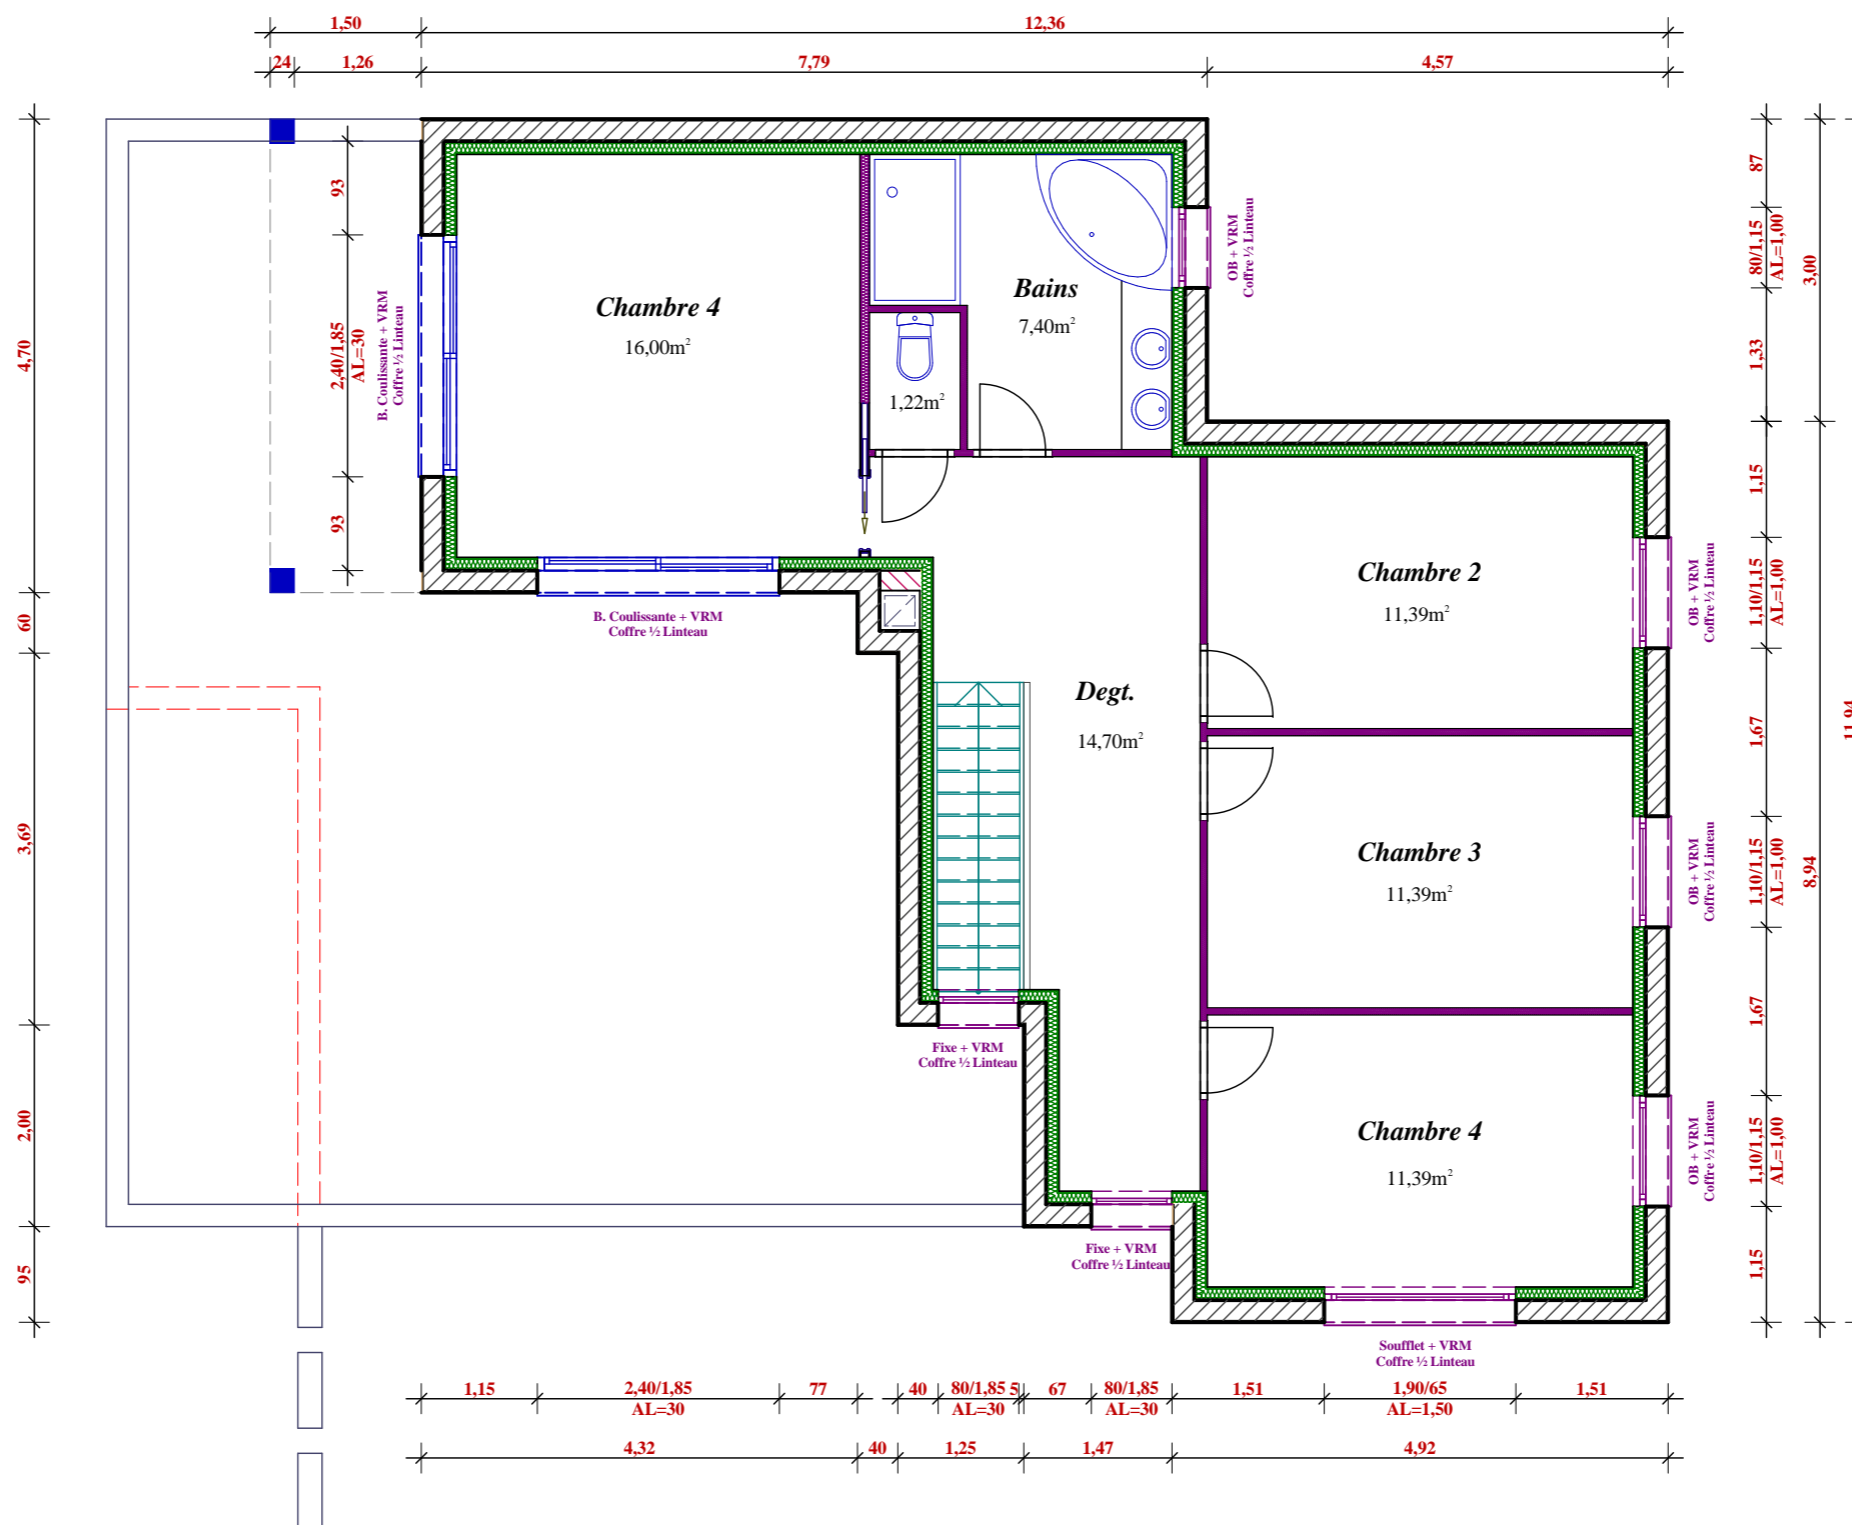 1,50
12,36
24
1,26
7,79
4,57
4,70
60
3,69
2,00
95
93
2,40/1,85
AL=30
93
B. Coulissante + VRM
Coffre ½ Linteau
Chambre 4
16,00m²
Bains
7,40m²
1,22m²
OB + VRM
Coffre ½ Linteau
87
80/1,15
AL=1,00
3,00
1,33
1,15
B. Coulissante + VRM
Coffre ½ Linteau
Chambre 2
11,39m²
OB + VRM
Coffre ½ Linteau
1,10/1,15
AL=1,00
Degt.
14,70m²
1,67
11,94
Chambre 3
11,39m²
OB + VRM
Coffre ½ Linteau
1,10/1,15
AL=1,00
8,94
1,67
Fixe + VRM
Coffre ½ Linteau
Chambre 4
11,39m²
OB + VRM
Coffre ½ Linteau
1,10/1,15
AL=1,00
1,15
Fixe + VRM
Coffre ½ Linteau
Soufflet + VRM
Coffre ½ Linteau
1,15
2,40/1,85
AL=30
77
40
80/1,85
AL=30
5
67
80/1,85
AL=30
1,51
1,90/65
AL=1,50
1,51
4,32
40
1,25
1,47
4,92